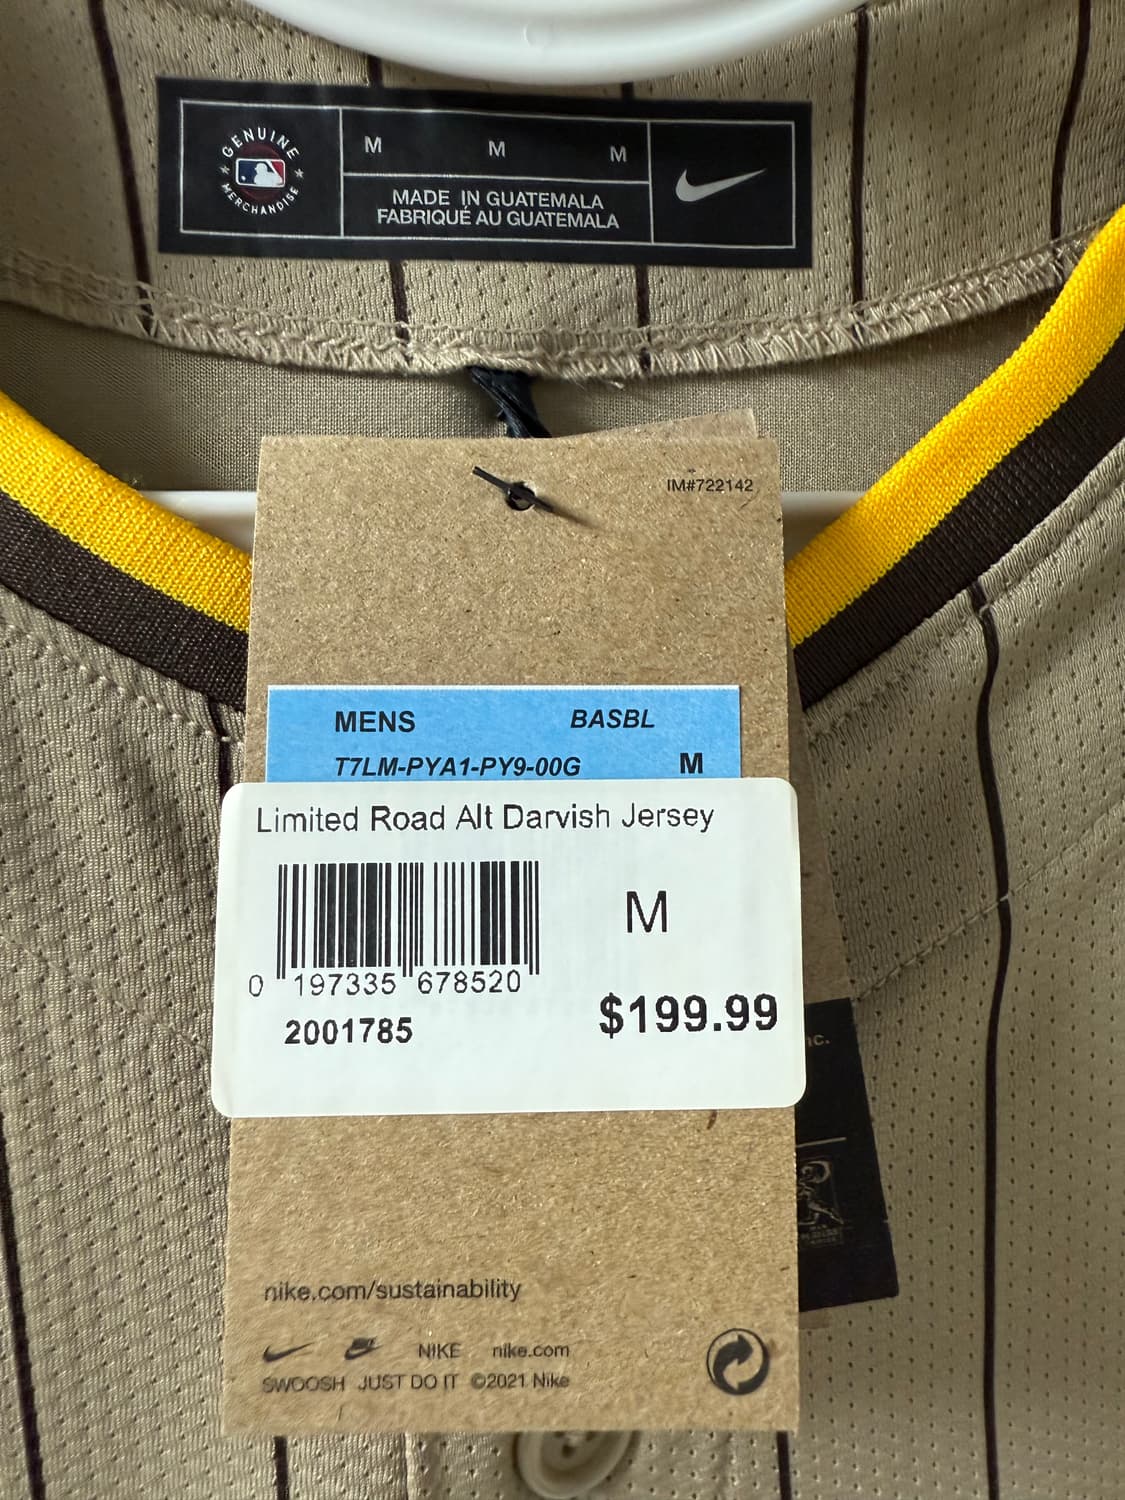 GENUINE
MERCHANDISE
M M M
MADE IN GUATEMALA
FABRIQUÉ AU GUATEMALA
IM#722142
MENS BASBL
T7LM-PYA1-PY9-00G M
Limited Road Alt Darvish Jersey
M
0 197335 678520
2001785
$199.99
nc.
nike.com/sustainability
NIKE nike.com
SWOOSH JUST DO IT ©2021 Nike